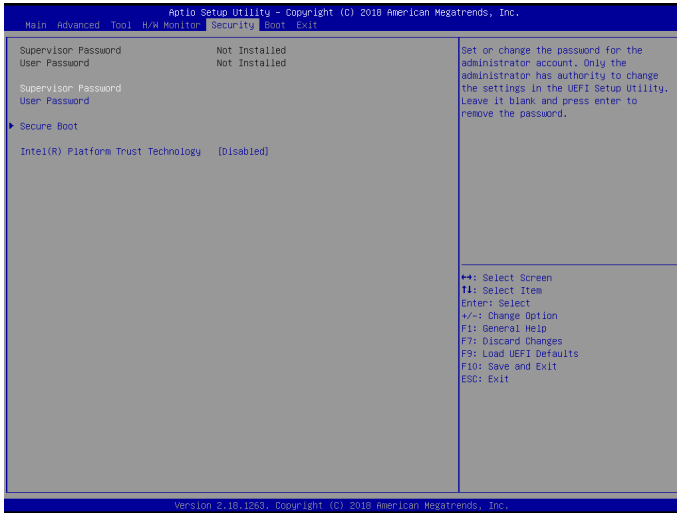 Aptio Setup Utility – Copyright (C) 2018 American Megatrends, Inc.
Main Advanced Tool H/W Monitor Security Boot Exit
Supervisor Password Not Installed
User Password Not Installed
Supervisor Password
User Password
Secure Boot
Intel(R) Platform Trust Technology [Disabled]
Set or change the password for the
administrator account. Only the
administrator has authority to change
the settings in the UEFI Setup Utility.
Leave it blank and press enter to
remove the password.
→←: Select Screen
↑↓: Select Item
Enter: Select
+/-: Change Option
F1: General Help
F7: Discard Changes
F9: Load UEFI Defaults
F10: Save and Exit
ESC: Exit
Version 2.18.1263. Copyright (C) 2018 American Megatrends, Inc.